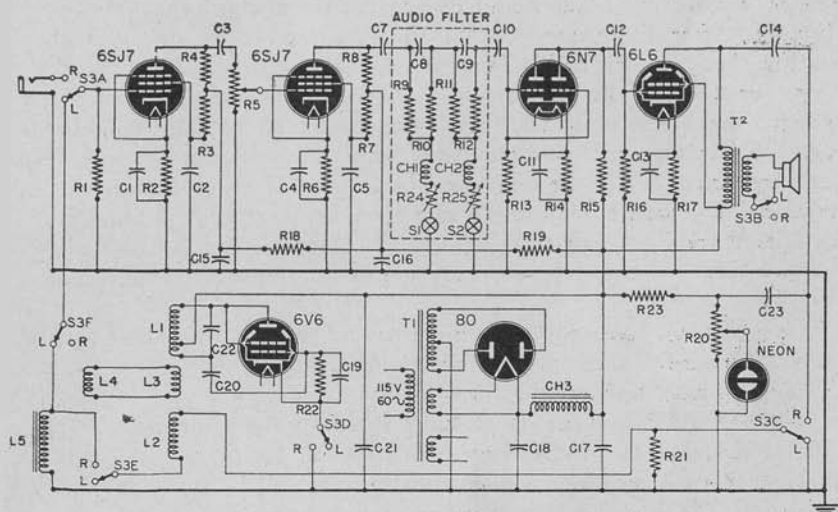 AUDIO FILTER
C3 C7 C10 C12 C14
6SJ7 R4 6SJ7 R8 C8 C9 6N7 6L6
R S3A R9 R11
L R5 T2
R3 R7 R10 R12
CH1 CH2
R1 C1 R2 C2 C4 R6 C5 R24 R25 R13 C11 R14 R15 R16 C13 R17 L
S3B R
S1 S2
R18 R19
C15 C16
S3F L1 6V6 T1 80 R23 C23
L R C22 R20 NEON
C20 C19 115V
60~
CH3
L4 L3 R22
L5 L2 S3D R
R L C21 C18 C17 S3C
R S3E R21 L
L